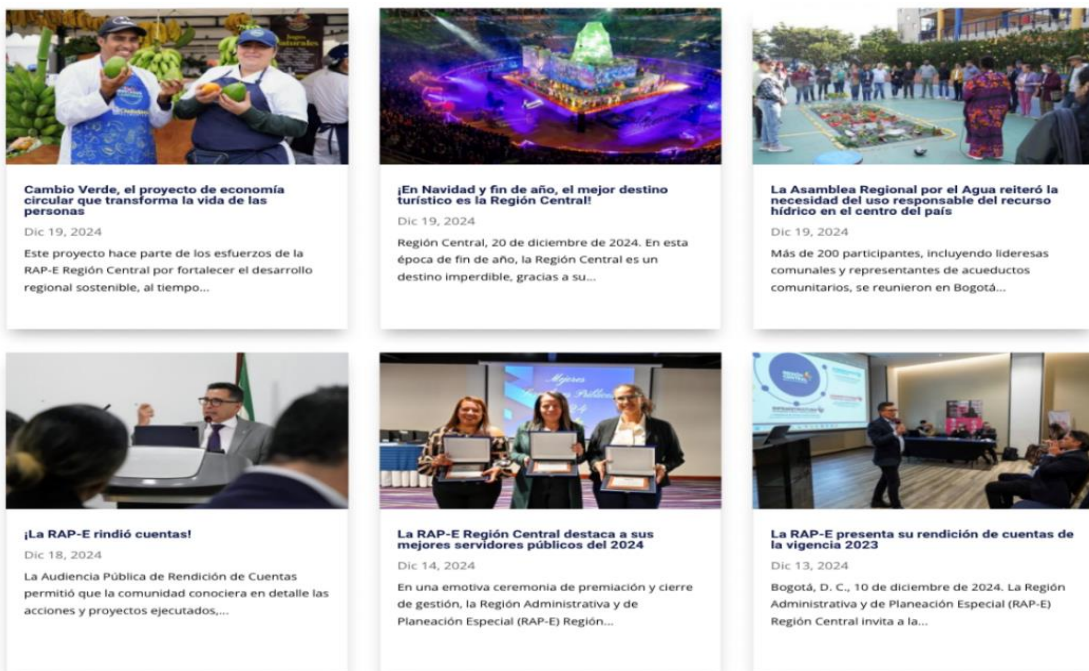 Jugos
Naturales
Cambio Verde, el proyecto de economía
circular que transforma la vida de las
personas
Dic 19, 2024
Este proyecto hace parte de los esfuerzos de la
RAP-E Región Central por fortalecer el desarrollo
regional sostenible, al tiempo...
¡En Navidad y fin de año, el mejor destino
turístico es la Región Central!
Dic 19, 2024
Región Central, 20 de diciembre de 2024. En esta
época de fin de año, la Región Central es un
destino imperdible, gracias a su...
La Asamblea Regional por el Agua reiteró la
necesidad del uso responsable del recurso
hídrico en el centro del país
Dic 19, 2024
Más de 200 participantes, incluyendo lideresas
comunales y representantes de acueductos
comunitarios, se reunieron en Bogotá...
¡La RAP-E rindió cuentas!
Dic 18, 2024
La Audiencia Pública de Rendición de Cuentas
permitió que la comunidad conociera en detalle las
acciones y proyectos ejecutados,...
Mejores
2024
La RAP-E Región Central destaca a sus
mejores servidores públicos del 2024
Dic 14, 2024
En una emotiva ceremonia de premiación y cierre
de gestión, la Región Administrativa y de
Planeación Especial (RAP-E) Región...
REGIÓN
CENTRAL
La RAP-E presenta su rendición de cuentas de
la vigencia 2023
Dic 13, 2024
Bogotá, D. C., 10 de diciembre de 2024. La Región
Administrativa y de Planeación Especial (RAP-E)
Región Central invita a la...